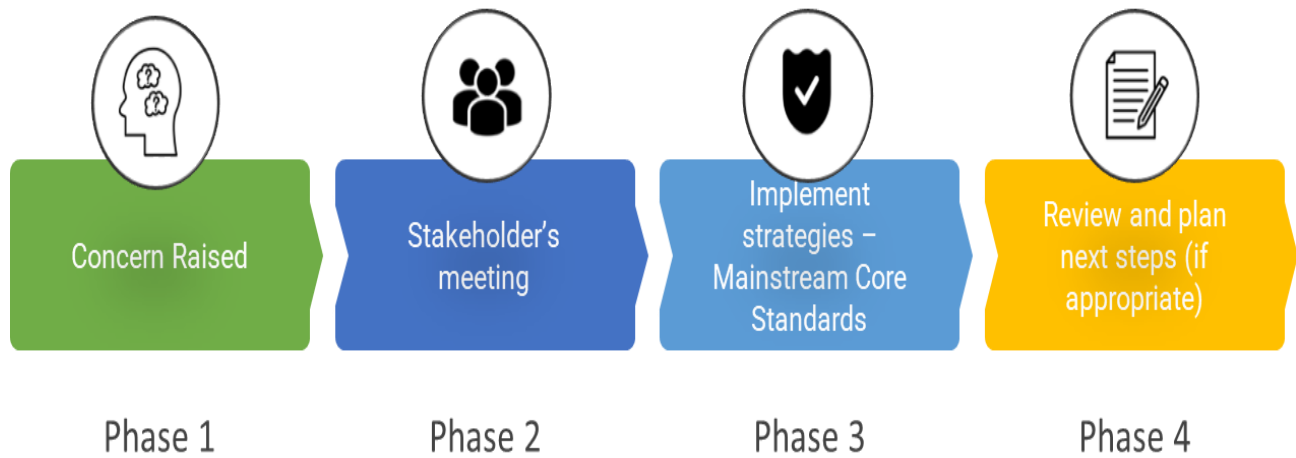 Concern Raised
Stakeholder’s
meeting
Implement
strategies –
Mainstream Core
Standards
Review and plan
next steps (if
appropriate)
Phase 1
Phase 2
Phase 3
Phase 4